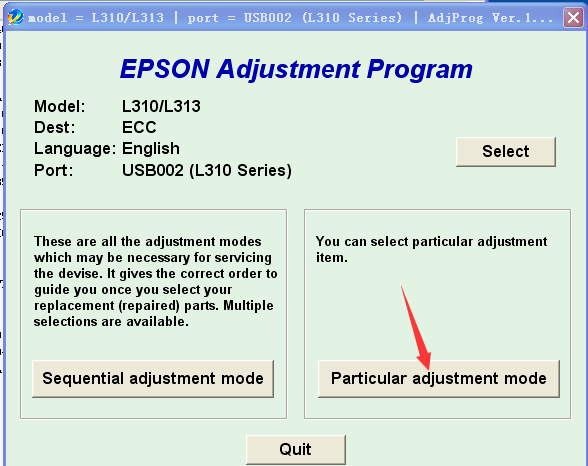 model = L310/L313 | port = USB002 (L310 Series) | AdjProg Ver.1...
EPSON Adjustment Program
Model: L310/L313
Dest: ECC
Language: English
Port: USB002 (L310 Series)
Select
These are all the adjustment modes
which may be necessary for servicing
the devise. It gives the correct order to
guide you once you select your
replacement (repaired) parts. Multiple
selections are available.
Sequential adjustment mode
You can select particular adjustment
item.
Particular adjustment mode
Quit